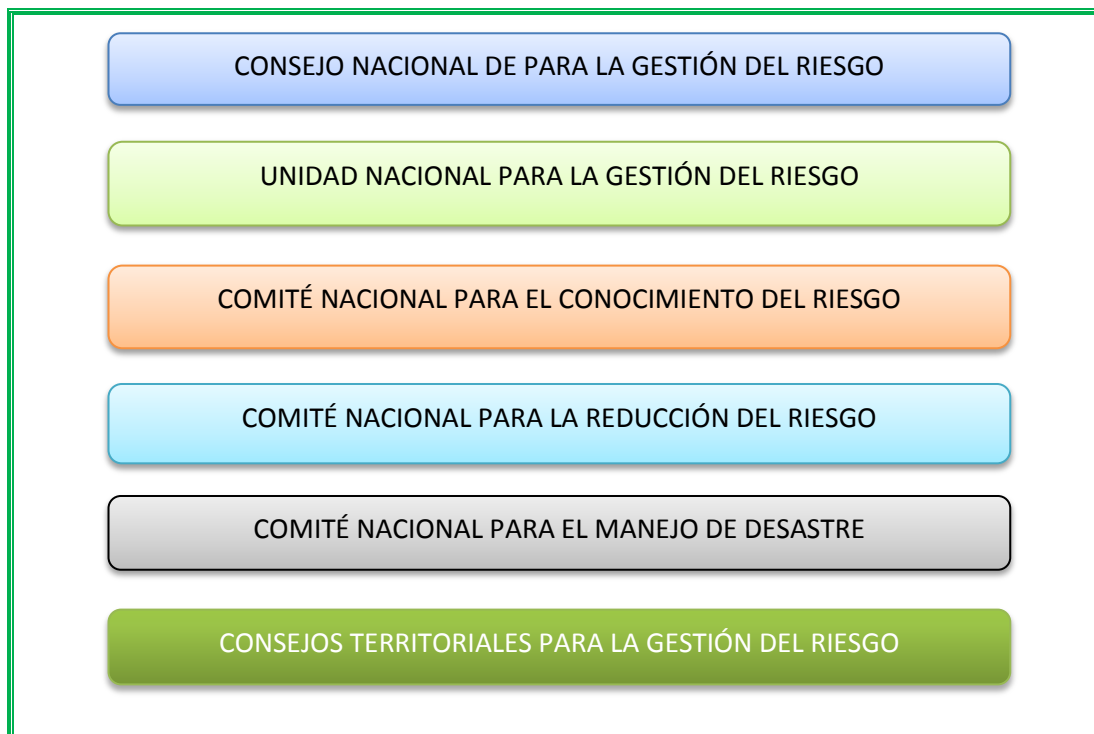 CONSEJO NACIONAL DE PARA LA GESTIÓN DEL RIESGO
UNIDAD NACIONAL PARA LA GESTIÓN DEL RIESGO
COMITÉ NACIONAL PARA EL CONOCIMIENTO DEL RIESGO
COMITÉ NACIONAL PARA LA REDUCCIÓN DEL RIESGO
COMITÉ NACIONAL PARA EL MANEJO DE DESASTRE
CONSEJOS TERRITORIALES PARA LA GESTIÓN DEL RIESGO